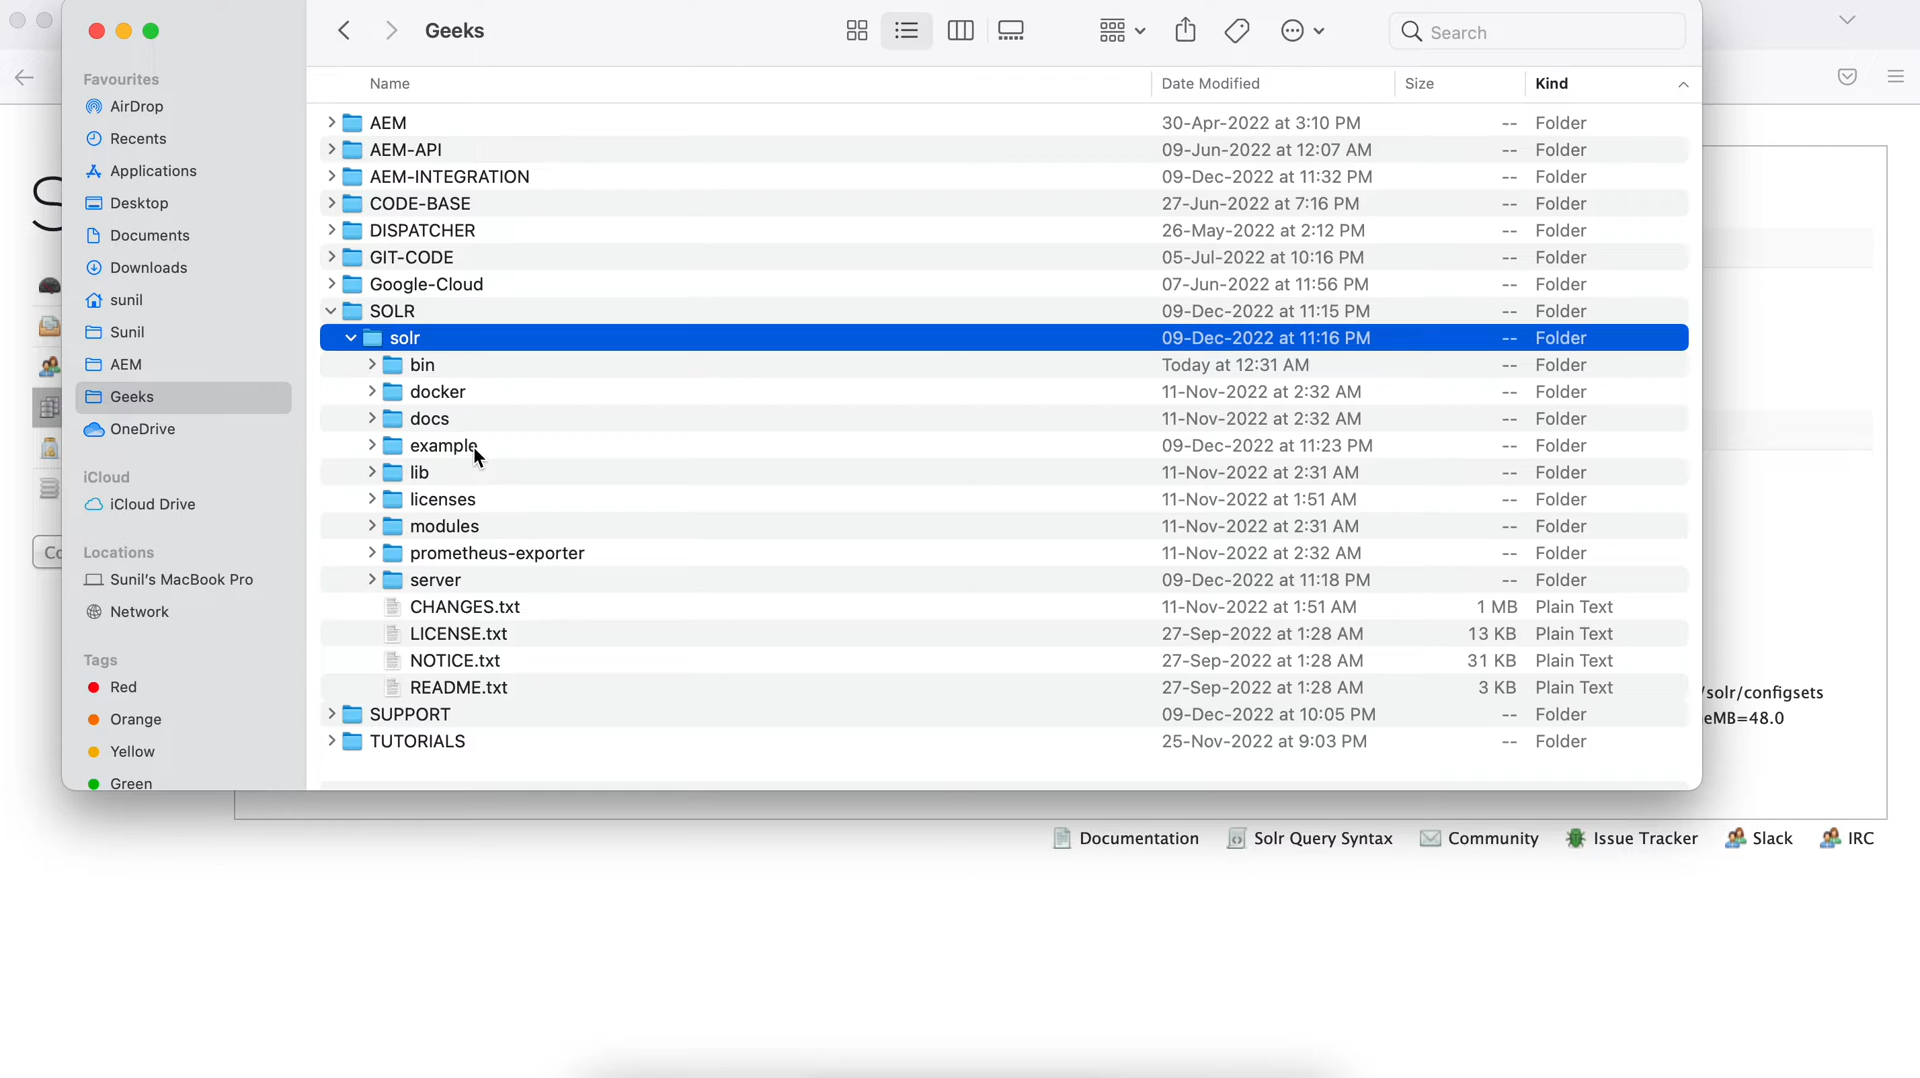 Geeks
Search
Favourites
AirDrop
Recents
Applications
Desktop
Documents
Downloads
sunil
Sunil
AEM
Geeks
OneDrive
iCloud
iCloud Drive
Locations
Sunil's MacBook Pro
Network
Tags
Red
Orange
Yellow
Green
Name Date Modified Size Kind
AEM 30-Apr-2022 at 3:10 PM -- Folder
AEM-API 09-Jun-2022 at 12:07 AM -- Folder
AEM-INTEGRATION 09-Dec-2022 at 11:32 PM -- Folder
CODE-BASE 27-Jun-2022 at 7:16 PM -- Folder
DISPATCHER 26-May-2022 at 2:12 PM -- Folder
GIT-CODE 05-Jul-2022 at 10:16 PM -- Folder
Google-Cloud 07-Jun-2022 at 11:56 PM -- Folder
SOLR 09-Dec-2022 at 11:15 PM -- Folder
solr 09-Dec-2022 at 11:16 PM -- Folder
bin Today at 12:31 AM -- Folder
docker 11-Nov-2022 at 2:32 AM -- Folder
docs 11-Nov-2022 at 2:32 AM -- Folder
example 09-Dec-2022 at 11:23 PM -- Folder
lib 11-Nov-2022 at 2:31 AM -- Folder
licenses 11-Nov-2022 at 1:51 AM -- Folder
modules 11-Nov-2022 at 2:31 AM -- Folder
prometheus-exporter 11-Nov-2022 at 2:32 AM -- Folder
server 09-Dec-2022 at 11:18 PM -- Folder
CHANGES.txt 11-Nov-2022 at 1:51 AM 1 MB Plain Text
LICENSE.txt 27-Sep-2022 at 1:28 AM 13 KB Plain Text
NOTICE.txt 27-Sep-2022 at 1:28 AM 31 KB Plain Text
README.txt 27-Sep-2022 at 1:28 AM 3 KB Plain Text
SUPPORT 09-Dec-2022 at 10:05 PM -- Folder
TUTORIALS 25-Nov-2022 at 9:03 PM -- Folder
S
Co
/solr/configsets
eMB=48.0
Documentation Solr Query Syntax Community Issue Tracker Slack IRC